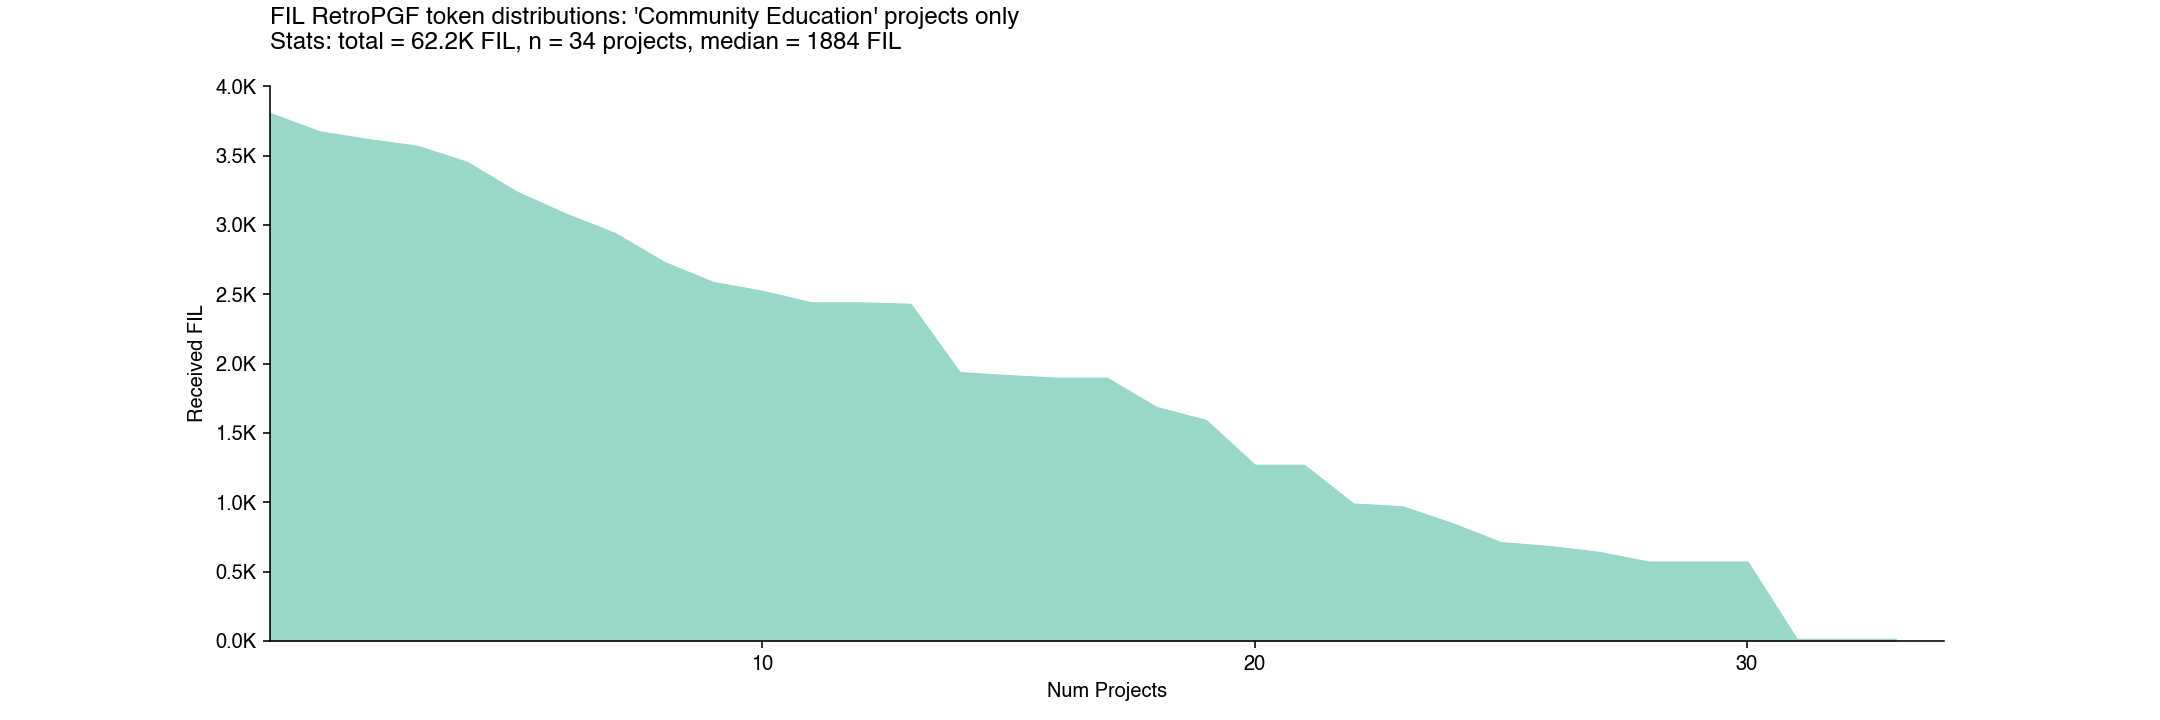 FIL RetroPGF token distributions: 'Community Education' projects only
Stats: total = 62.2K FIL, n = 34 projects, median = 1884 FIL
4.0K
3.5K
3.0K
2.5K
2.0K
1.5K
1.0K
0.5K
0.0K
Received FIL
10 20 30
Num Projects